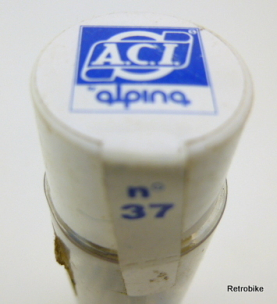 A.C.I.
®
alpina
n°
37
Retrobike